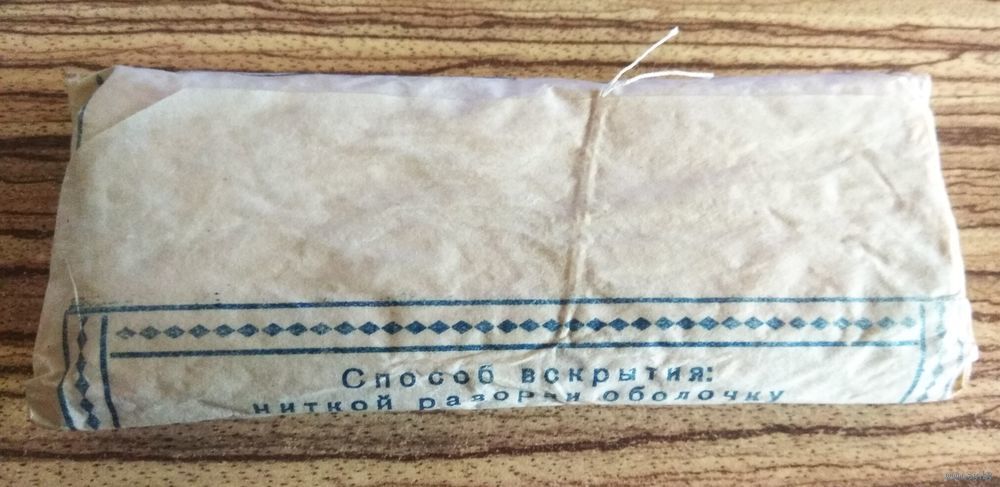 Способ вскрытия:
ниткой разорви оболочку